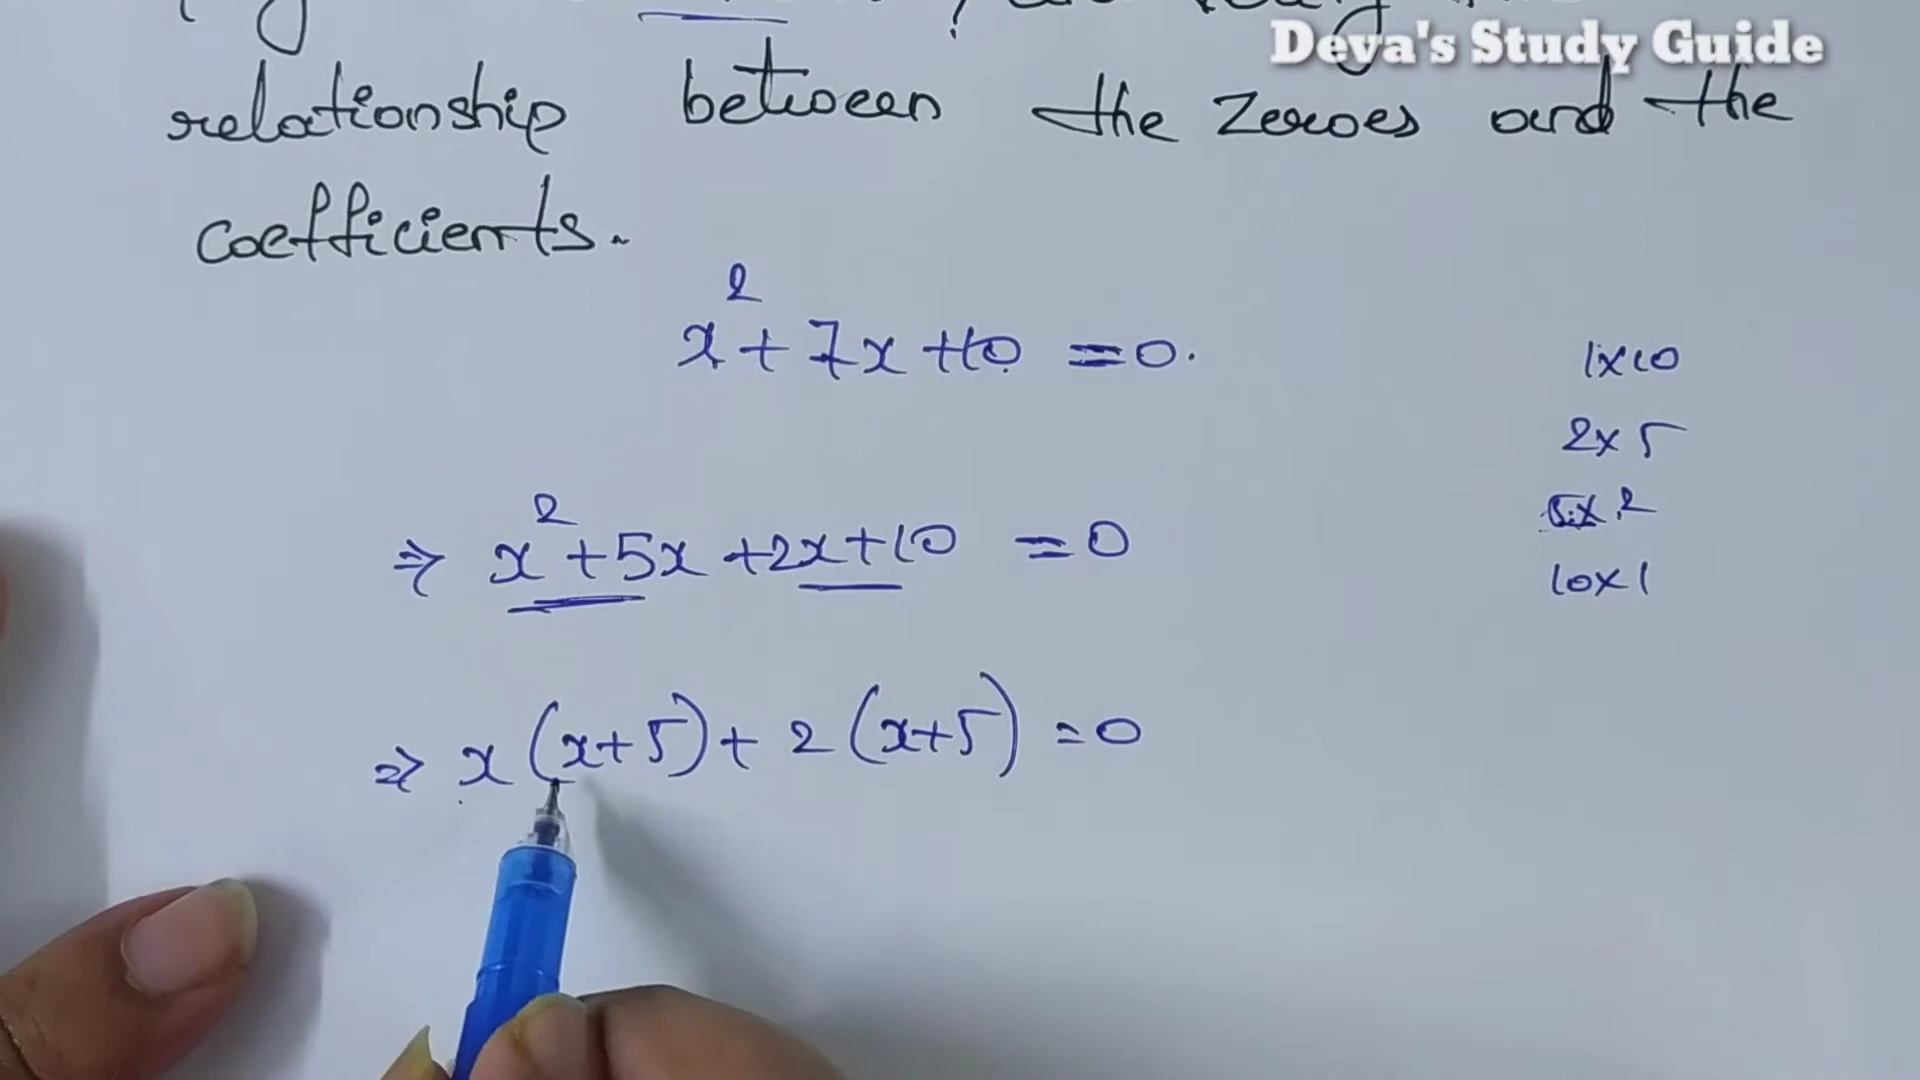 Deva's Study Guide
relationship between the zeroes and the
coefficients.
x² + 7x + 10 = 0.
1x10
2x5
5x2
10x1
⇒ x² + 5x + 2x + 10 = 0
⇒ x (x+5) + 2 (x+5) = 0